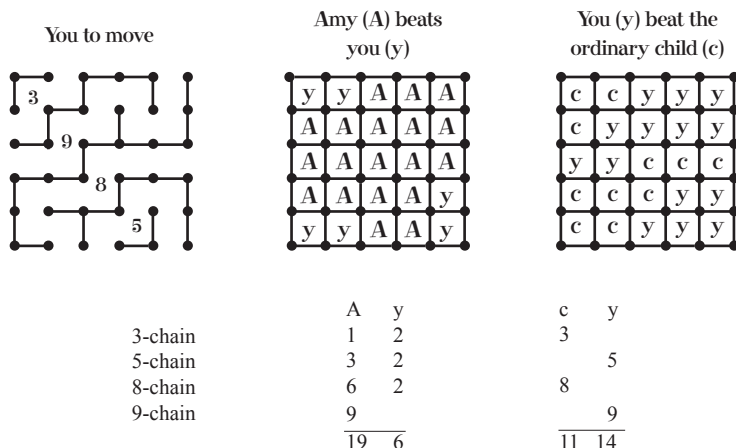 You to move
Amy (A) beats
you (y)
You (y) beat the
ordinary child (c)
3
9
8
5
y y A A A
A A A A A
A A A A A
A A A A y
y y A A y
c c y y y
c y y y y
y y c c c
c c c y y
c c y y y
A y
c y
3-chain 1 2 3
5-chain 3 2 5
8-chain 6 2 8
9-chain 9 9
19 6 11 14